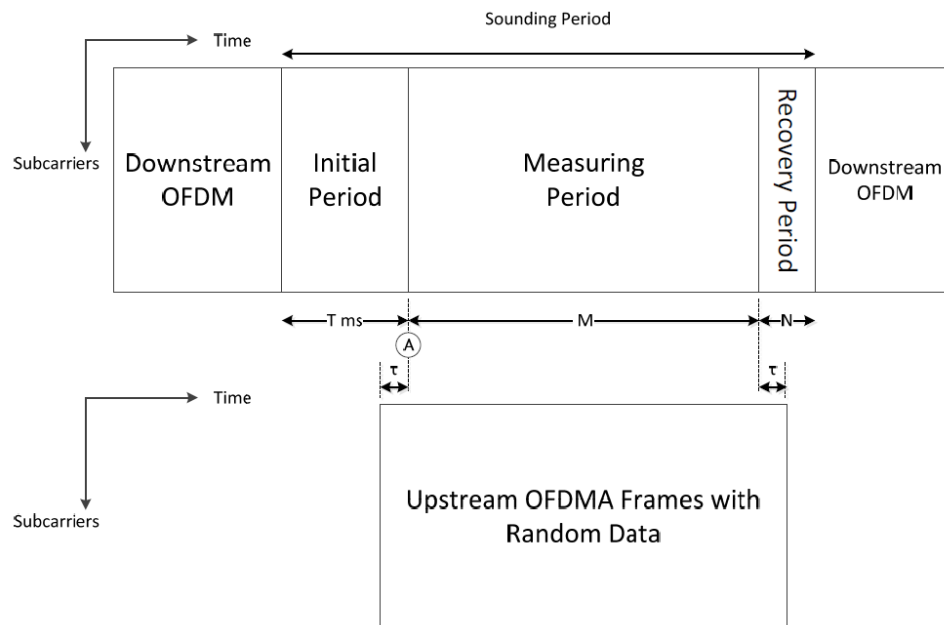 Sounding Period
Time
Subcarriers
Downstream
OFDM
Initial
Period
Measuring
Period
Recovery Period
Downstream
OFDM
T ms
M
N
A
τ
τ
Time
Subcarriers
Upstream OFDMA Frames with
Random Data